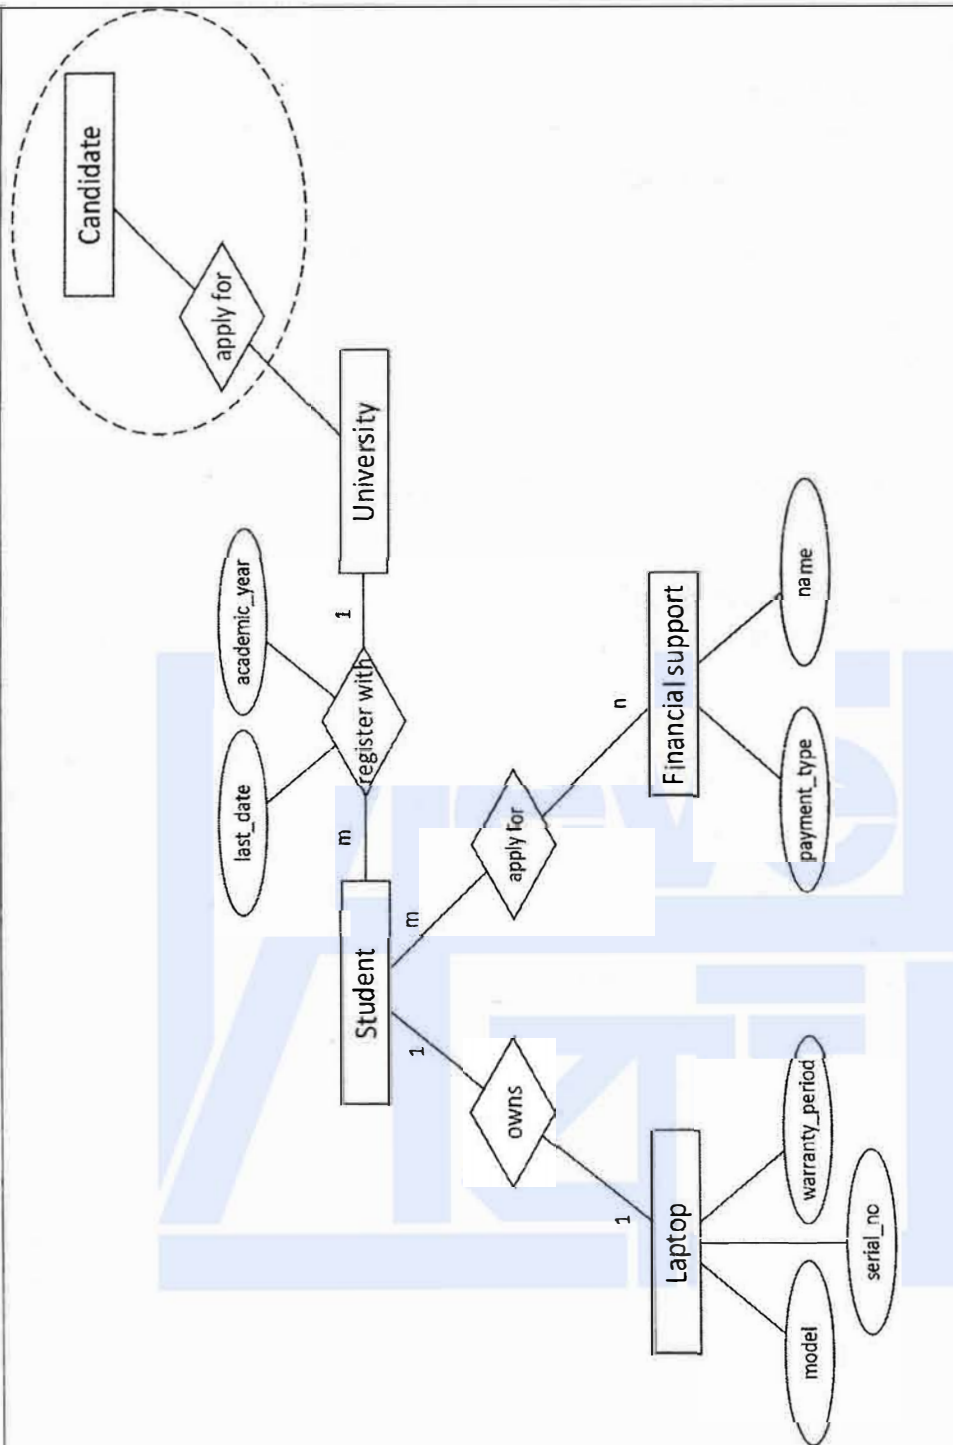 Candidate
apply for
University
academic_year
last_date
1
register with
m
Student
m
apply for
n
Financial support
name
payment_type
1
owns
1
Laptop
warranty_period
serial_no
model